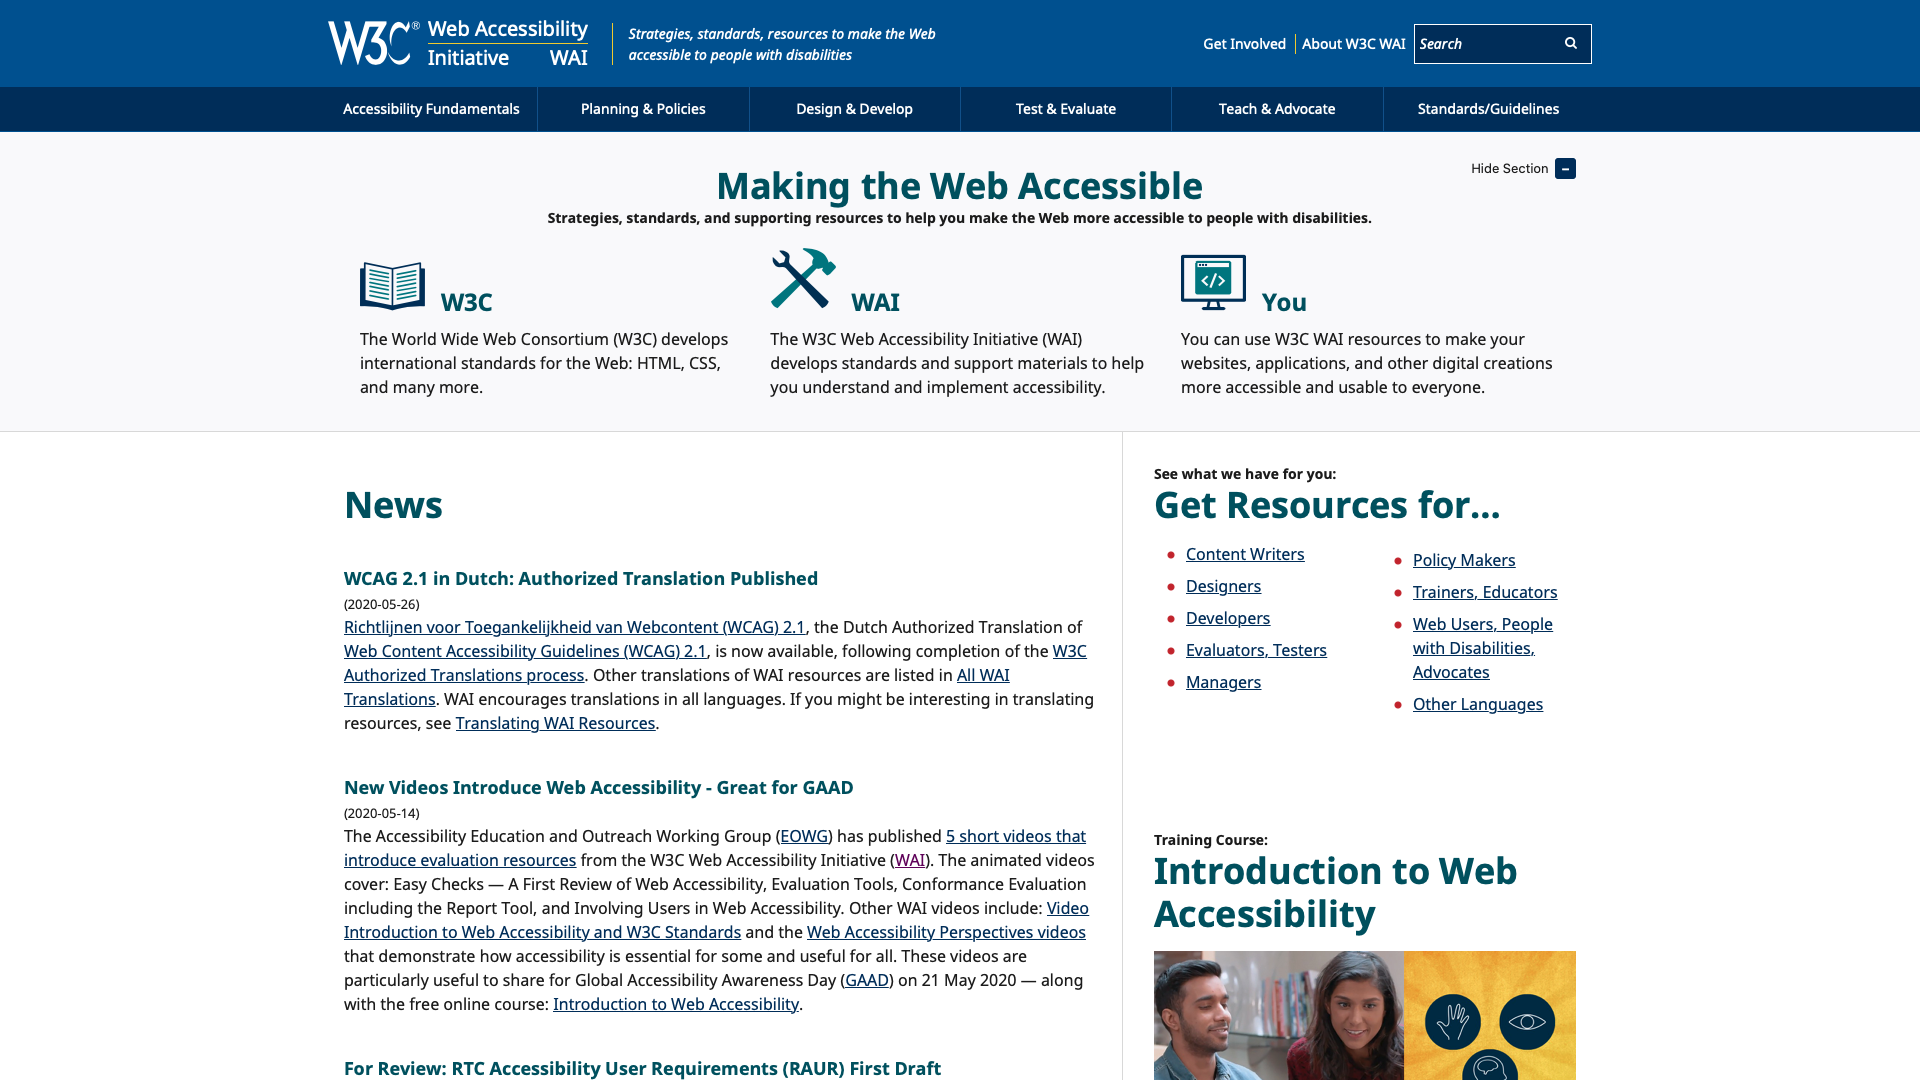 W3C® Web Accessibility
Initiative WAI
Strategies, standards, resources to make the Web
accessible to people with disabilities
Get Involved
About W3C WAI
Search
Accessibility Fundamentals
Planning & Policies
Design & Develop
Test & Evaluate
Teach & Advocate
Standards/Guidelines
Hide Section
Making the Web Accessible
Strategies, standards, and supporting resources to help you make the Web more accessible to people with disabilities.
W3C
The World Wide Web Consortium (W3C) develops
international standards for the Web: HTML, CSS,
and many more.
WAI
The W3C Web Accessibility Initiative (WAI)
develops standards and support materials to help
you understand and implement accessibility.
You
You can use W3C WAI resources to make your
websites, applications, and other digital creations
more accessible and usable to everyone.
News
WCAG 2.1 in Dutch: Authorized Translation Published
(2020-05-26)
Richtlijnen voor Toegankelijkheid van Webcontent (WCAG) 2.1, the Dutch Authorized Translation of
Web Content Accessibility Guidelines (WCAG) 2.1, is now available, following completion of the W3C
Authorized Translations process. Other translations of WAI resources are listed in All WAI
Translations. WAI encourages translations in all languages. If you might be interesting in translating
resources, see Translating WAI Resources.
New Videos Introduce Web Accessibility - Great for GAAD
(2020-05-14)
The Accessibility Education and Outreach Working Group (EOWG) has published 5 short videos that
introduce evaluation resources from the W3C Web Accessibility Initiative (WAI). The animated videos
cover: Easy Checks — A First Review of Web Accessibility, Evaluation Tools, Conformance Evaluation
including the Report Tool, and Involving Users in Web Accessibility. Other WAI videos include: Video
Introduction to Web Accessibility and W3C Standards and the Web Accessibility Perspectives videos
that demonstrate how accessibility is essential for some and useful for all. These videos are
particularly useful to share for Global Accessibility Awareness Day (GAAD) on 21 May 2020 — along
with the free online course: Introduction to Web Accessibility.
For Review: RTC Accessibility User Requirements (RAUR) First Draft
See what we have for you:
Get Resources for…
Content Writers
Designers
Developers
Evaluators, Testers
Managers
Policy Makers
Trainers, Educators
Web Users, People
with Disabilities,
Advocates
Other Languages
Training Course:
Introduction to Web
Accessibility